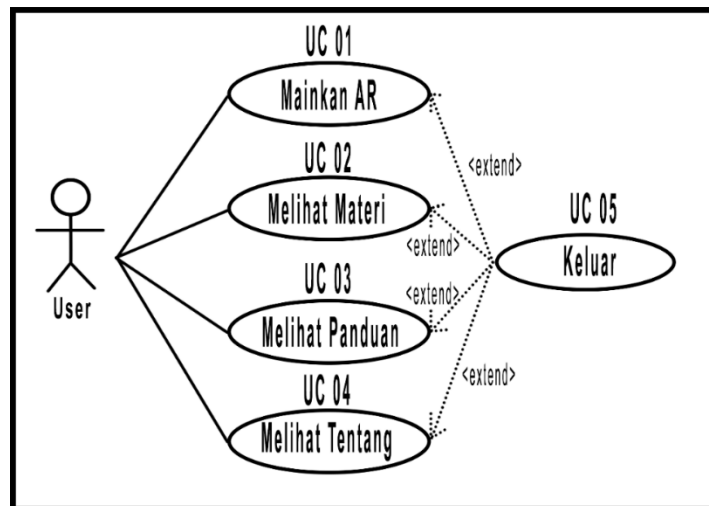 UC 01
Mainkan AR
<extend>
UC 02
Melihat Materi
UC 05
<extend>
Keluar
UC 03
<extend>
User
Melihat Panduan
<extend>
UC 04
Melihat Tentang